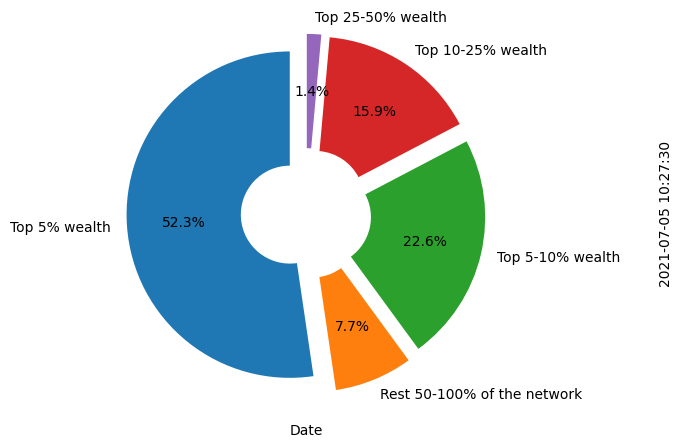 Top 25-50% wealth
Top 10-25% wealth
1.4%
15.9%
52.3%
Top 5% wealth
22.6%
Top 5-10% wealth
7.7%
Rest 50-100% of the network
Date
2021-07-05 10:27:30